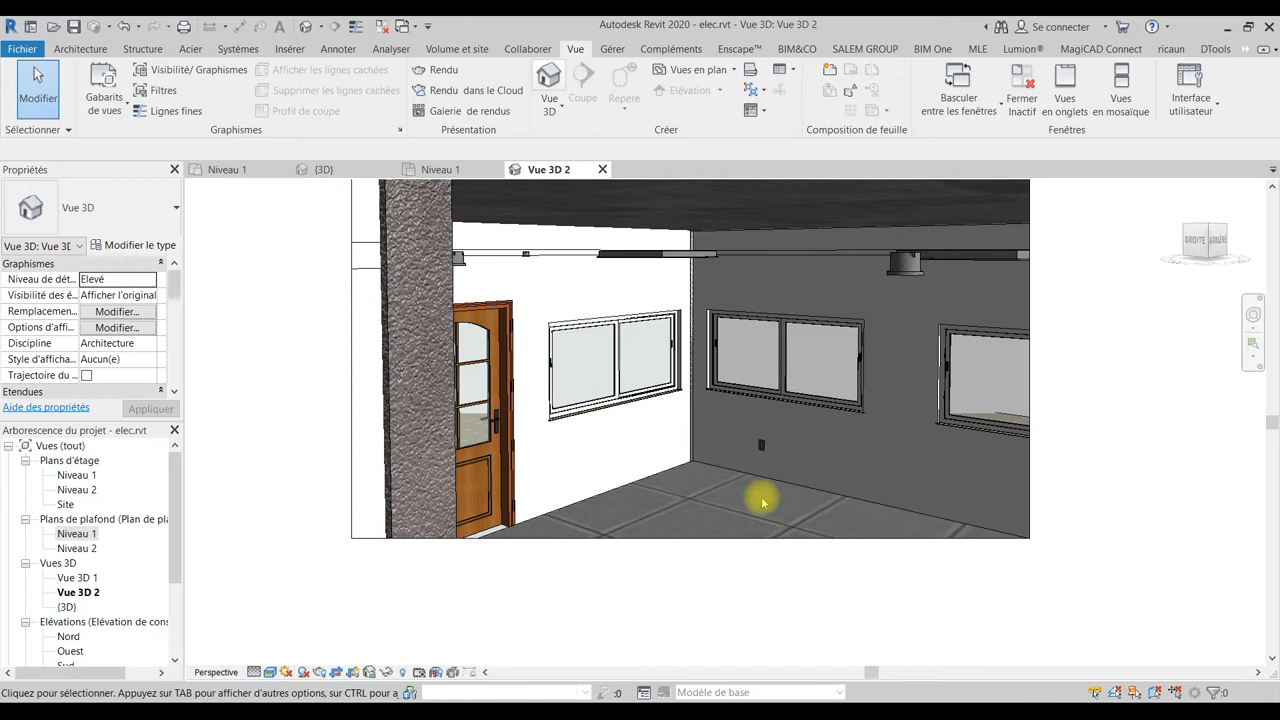 Autodesk Revit 2020 - elec.rvt - Vue 3D: Vue 3D 2
Se connecter
Fichier Architecture Structure Acier Systèmes Insérer Annoter Analyser Volume et site Collaborer Vue Gérer Compléments Enscape™ BIM&CO SALEM GROUP BIM One MLE Lumion® MagiCAD Connect ricaun DTools
Modifier
Sélectionner
Gabarits de vues
Visibilité/ Graphismes
Filtres
Lignes fines
Afficher les lignes cachées
Supprimer les lignes cachées
Profil de coupe
Graphismes
Rendu
Rendu dans le Cloud
Galerie de rendus
Présentation
Vue 3D
Coupe
Repère
Vues en plan
Élévation
Créer
Composition de feuille
Basculer entre les fenêtres
Fermer Inactif
Vues en onglets
Vues en mosaïque
Fenêtres
Interface utilisateur
Niveau 1
{3D}
Niveau 1
Vue 3D 2
Propriétés
Vue 3D
Vue 3D: Vue 3D
Modifier le type
Graphismes
Niveau de dét... Elevé
Visibilité des é... Afficher l'original
Remplacemen... Modifier...
Options d'affi... Modifier...
Discipline Architecture
Style d'afficha... Aucun(e)
Trajectoire du
Etendues
Aide des propriétés
Appliquer
Arborescence du projet - elec.rvt
Vues (tout)
Plans d'étage
Niveau 1
Niveau 2
Site
Plans de plafond (Plan de pla
Niveau 1
Niveau 2
Vues 3D
Vue 3D 1
Vue 3D 2
{3D}
Elévations (Elévation de cons
Nord
Ouest
Sud
DROITE
ARRIÈRE
Perspective
Cliquez pour sélectionner. Appuyez sur TAB pour afficher d'autres options, sur CTRL pour a
:0
Modèle de base
:0